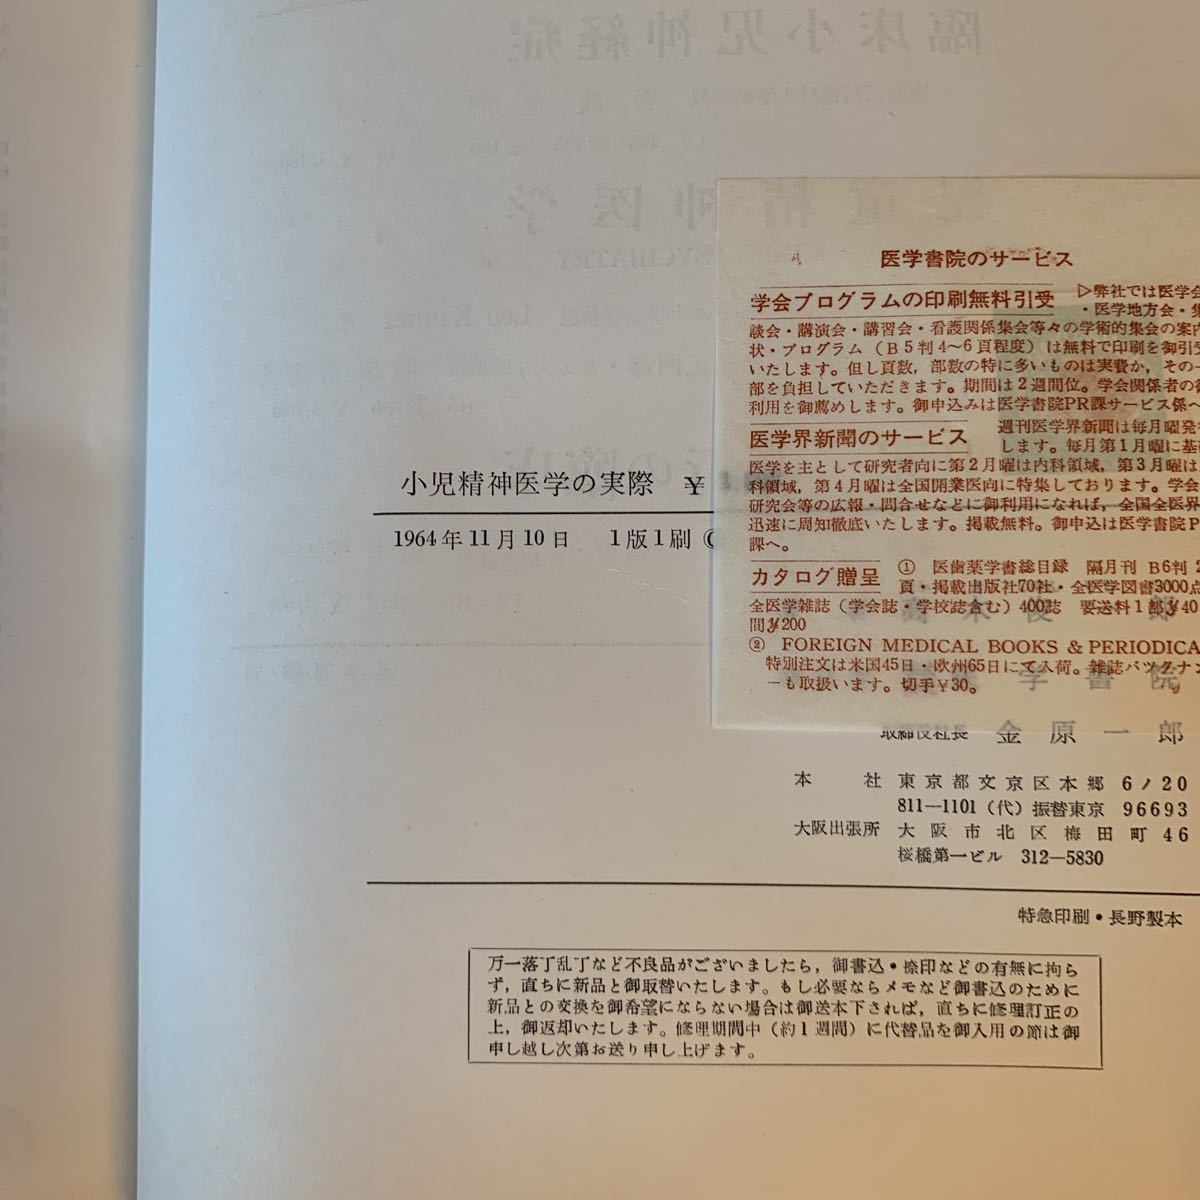 医学書院のサービス
学会プログラムの印刷無料引受
▷弊社では医学会
・医学地方会・集
談会・講演会・講習会・看護関係集会等々の学術的集会の案内
状・プログラム(B5判4〜6頁程度)は無料で印刷を御引受
いたします。但し頁数,部数の特に多いものは実費か,その一
部を負担していただきます。期間は2週間位。学会関係者の御
利用を御薦めします。御申込みは医学書院PR課サービス係へ
医学界新聞のサービス
週刊医学界新聞は毎月曜発行
します。毎月第1月曜に基
医学を主として研究者向に第2月曜は内科領域,第3月曜は
科領域,第4月曜は全国開業医向に特集しております。学会
研究会等の広報・問合せなどに御利用になれば,全国全医界
迅速に周知徹底いたします。掲載無料。御申込は医学書院P
課へ。
カタログ贈呈
① 医歯薬学書総目録 隔月刊 B6判 2
頁・掲載出版社70社・全医学図書3000点
全医学雑誌(学会誌・学校誌含む)400誌 要送料1部¥40
間¥200
② FOREIGN MEDICAL BOOKS & PERIODICA
特別注文は米国45日・欧州65日にて入荷。雑誌バックナン
ーも取扱います。切手¥30。
小児精神医学の実際 ¥
1964年11月10日 1版1刷 ©
学書院
取締役社長 金原一郎
本社 東京都文京区本郷 6ノ20
811—1101(代)振替東京 96693
大阪出張所 大阪市北区梅田町 46
桜橋第一ビル 312—5830
特急印刷・長野製本
万一落丁乱丁など不良品がございましたら,御書込・捺印などの有無に拘ら
ず,直ちに新品と御取替いたします。もし必要ならメモなど御書込のために
新品との交換を御希望にならない場合は御送本下されば,直ちに修理訂正の
上,御返却いたします。修理期間中(約1週間)に代替品を御入用の節は御
申し越し次第お送り申し上げます。